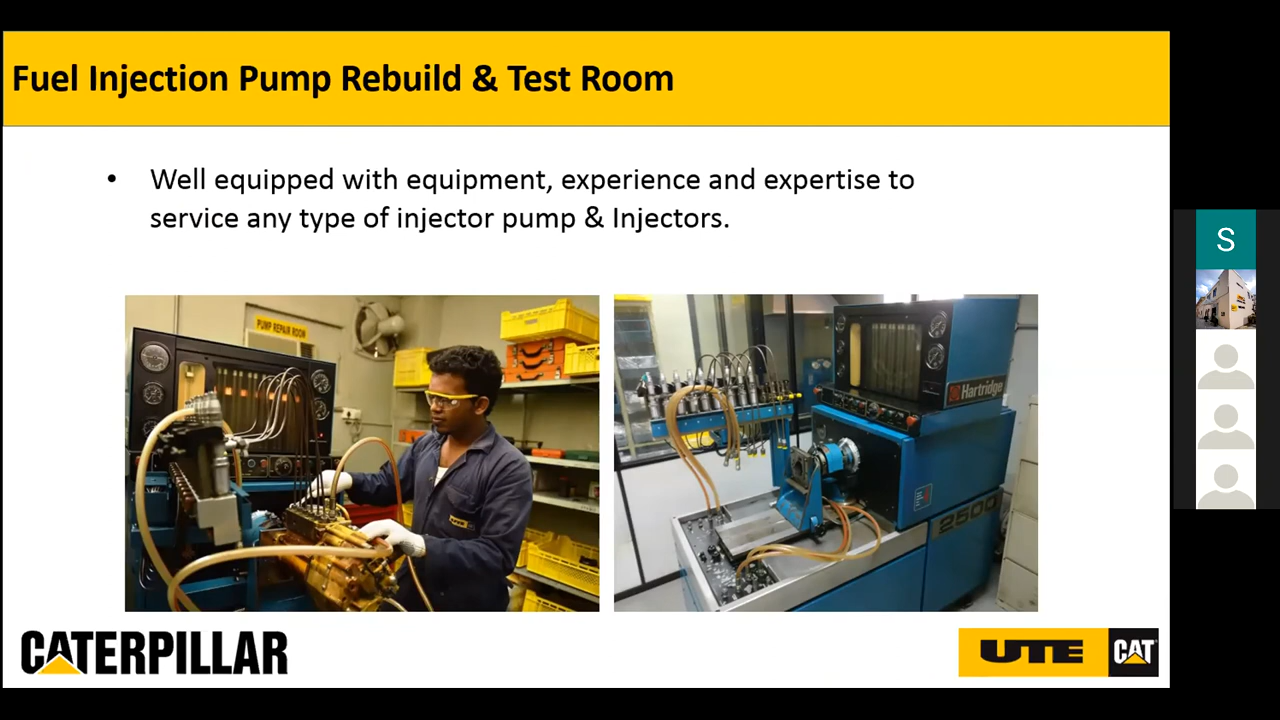 Fuel Injection Pump Rebuild & Test Room
• Well equipped with equipment, experience and expertise to
service any type of injector pump & Injectors.
PUMP REPAIR ROOM
Hartridge
2500
CATERPILLAR
UTE CAT
S